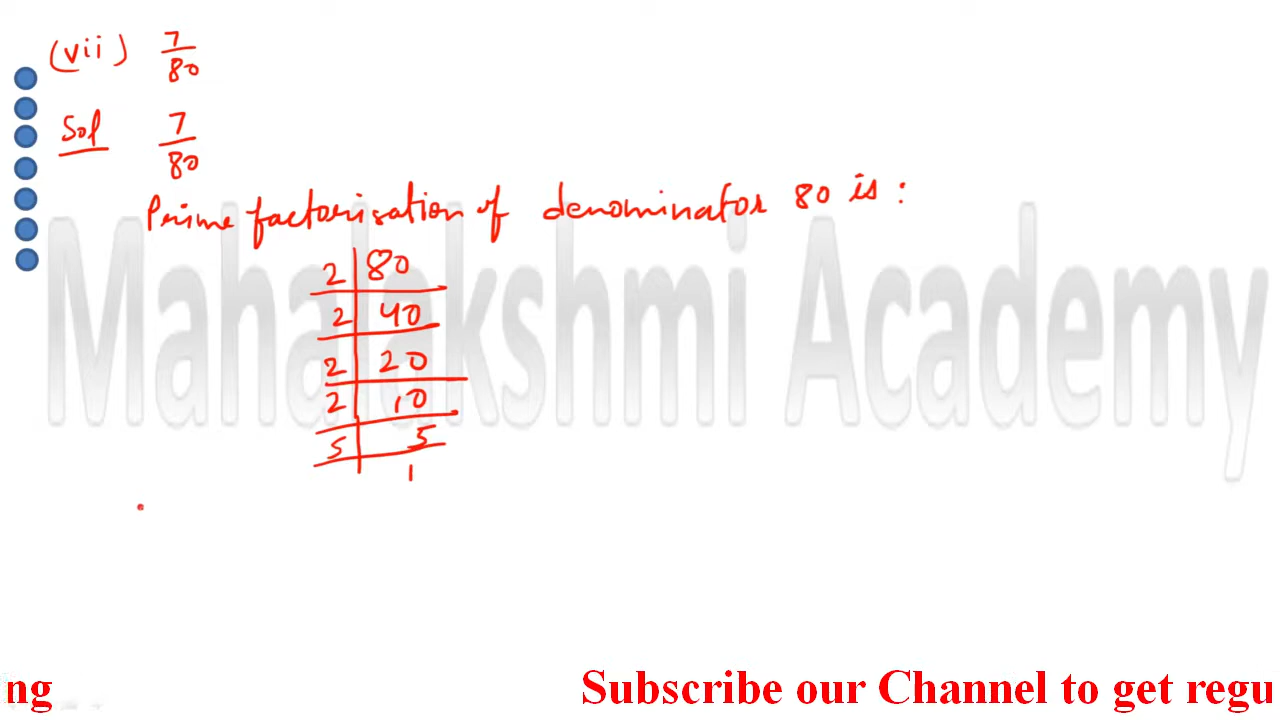 (vii) 7/80
Sol 7/80
Prime factorisation of denominator 80 is :
2 | 80
2 | 40
2 | 20
2 | 10
5 | 5
1
Mahalakshmi Academy
ng Subscribe our Channel to get regu